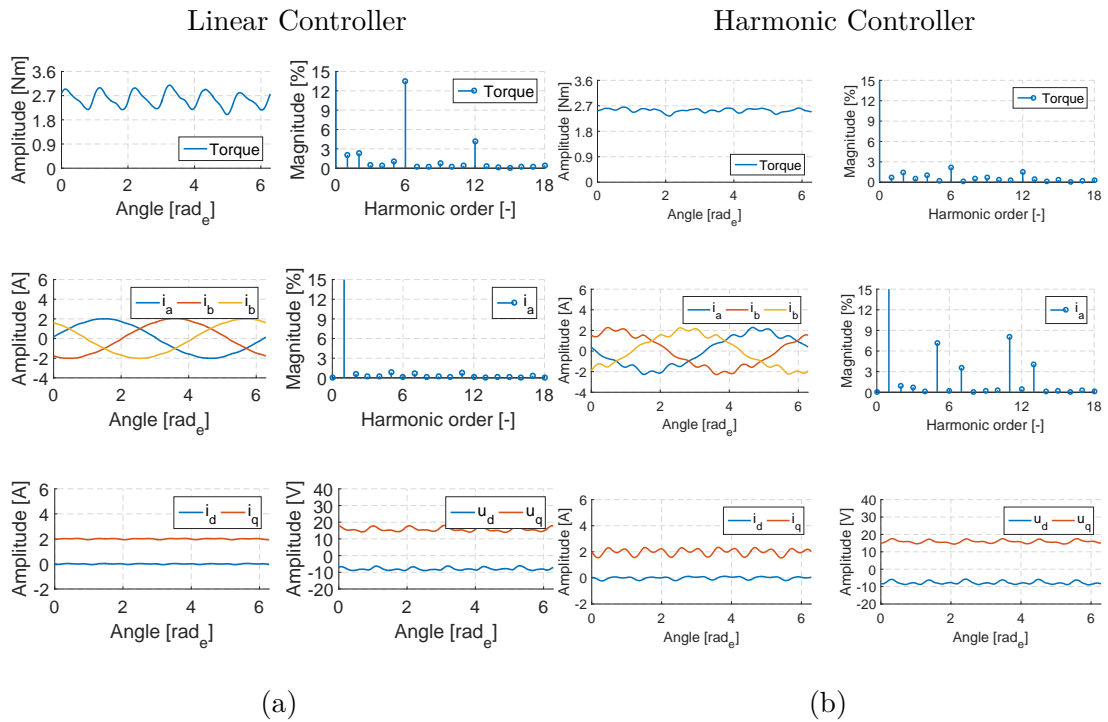 Linear Controller
Harmonic Controller
Amplitude [Nm]
3.6
2.7
1.8
0.9
0
Torque
0 2 4 6
Angle [rad_e]
Magnitude [%]
15
12
9
6
3
0
Torque
0 6 12 18
Harmonic order [-]
Amplitude [Nm]
3.6
2.7
1.8
0.9
0
Torque
0 2 4 6
Angle [rad_e]
Magnitude [%]
15
12
9
6
3
0
Torque
0 6 12 18
Harmonic order [-]
Amplitude [A]
6
4
2
0
-2
-4
i_a i_b i_b
0 2 4 6
Angle [rad_e]
Magnitude [%]
15
12
9
6
3
0
i_a
0 6 12 18
Harmonic order [-]
Amplitude [A]
6
4
2
0
-2
-4
i_a i_b i_b
0 2 4 6
Angle [rad_e]
Magnitude [%]
15
12
9
6
3
0
i_a
0 6 12 18
Harmonic order [-]
Amplitude [A]
6
4
2
0
-2
i_d i_q
0 2 4 6
Angle [rad_e]
Amplitude [V]
40
30
20
10
0
-10
-20
u_d u_q
0 2 4 6
Angle [rad_e]
Amplitude [A]
6
4
2
0
-2
i_d i_q
0 2 4 6
Angle [rad_e]
Amplitude [V]
40
30
20
10
0
-10
-20
u_d u_q
0 2 4 6
Angle [rad_e]
(a)
(b)